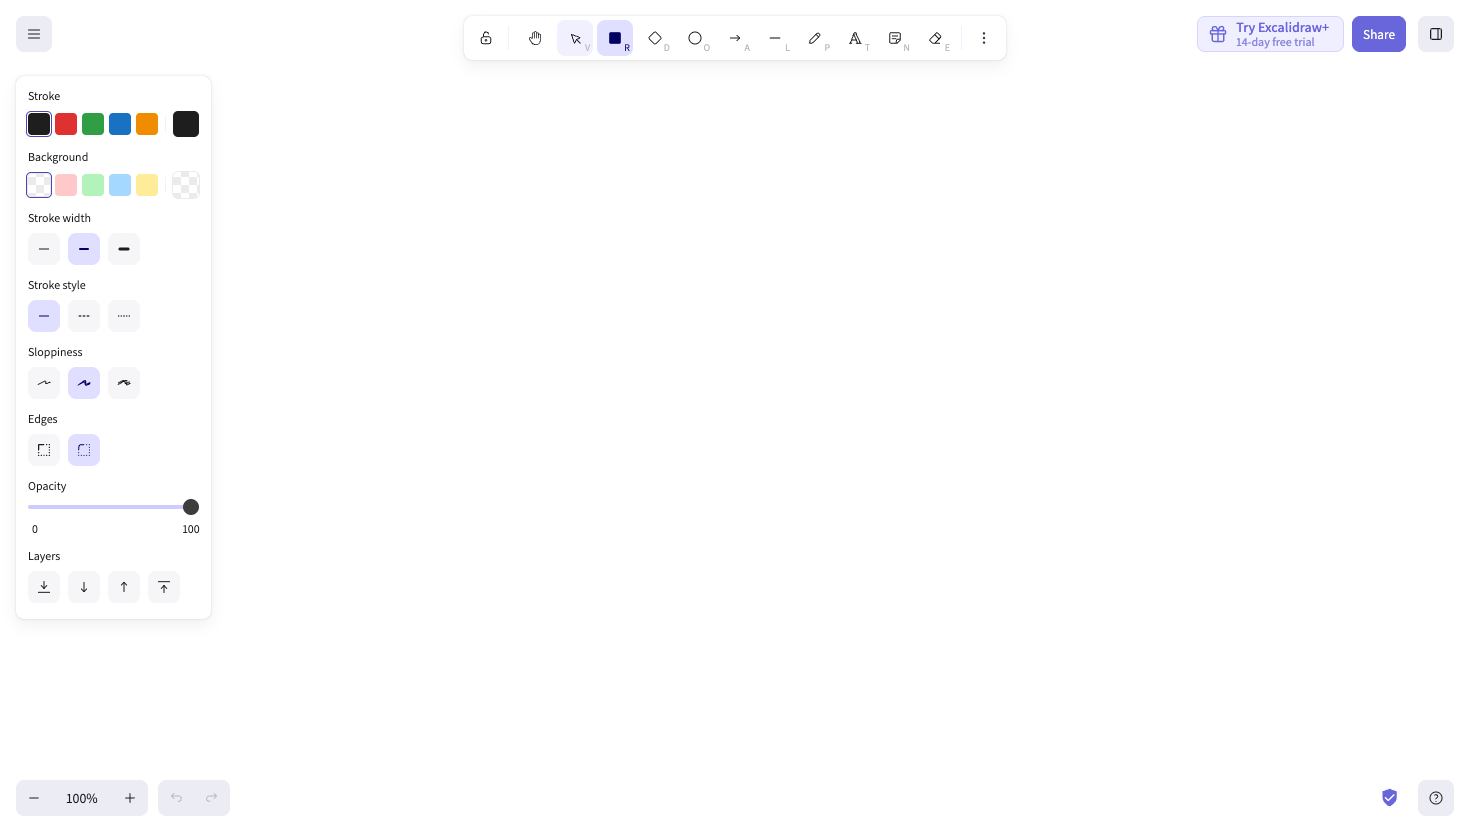 V
R
D
O
A
L
P
T
N
E
Try Excalidraw+
14-day free trial
Share
Stroke
Background
Stroke width
Stroke style
Sloppiness
Edges
Opacity
0 100
Layers
100%